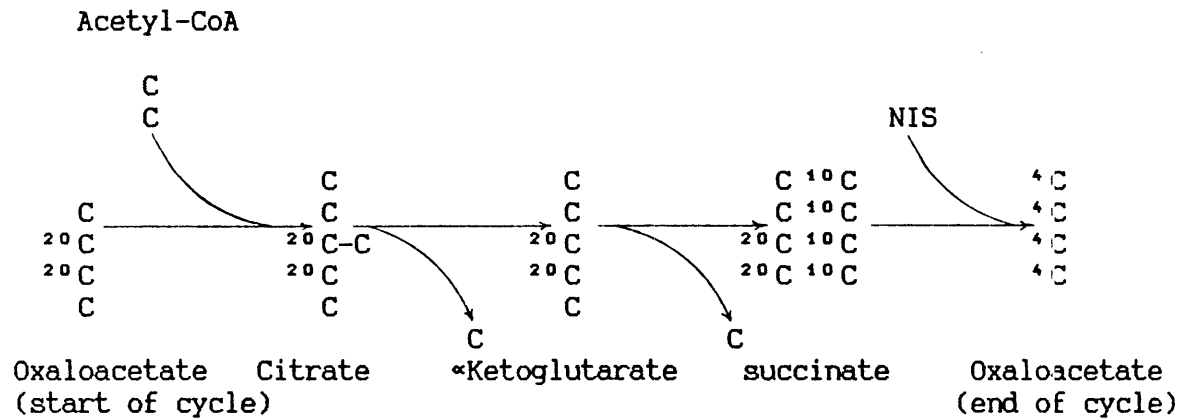 Acetyl-CoA
C
C NIS
C C C ¹⁰C ⁴C
C C C C ¹⁰C ⁴C
²⁰C ²⁰C-C ²⁰C ²⁰C ¹⁰C ⁴C
²⁰C ²⁰C ²⁰C ²⁰C ¹⁰C ⁴C
C C C
C C
Oxaloacetate Citrate ∝Ketoglutarate succinate Oxaloacetate
(start of cycle) (end of cycle)